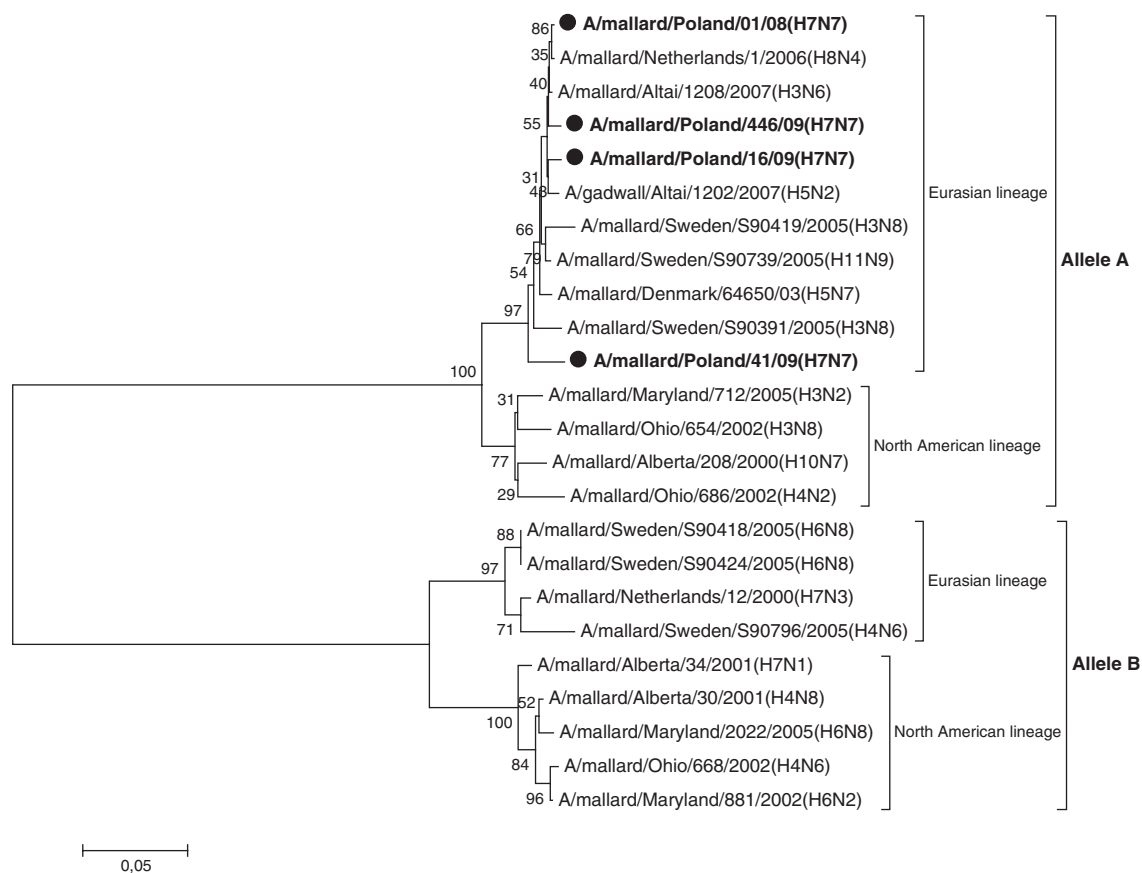 86
A/mallard/Poland/01/08(H7N7)
35
A/mallard/Netherlands/1/2006(H8N4)
40
A/mallard/Altai/1208/2007(H3N6)
55
A/mallard/Poland/446/09(H7N7)
A/mallard/Poland/16/09(H7N7)
31
48
A/gadwall/Altai/1202/2007(H5N2)
Eurasian lineage
66
A/mallard/Sweden/S90419/2005(H3N8)
79
A/mallard/Sweden/S90739/2005(H11N9)
Allele A
54
A/mallard/Denmark/64650/03(H5N7)
97
A/mallard/Sweden/S90391/2005(H3N8)
A/mallard/Poland/41/09(H7N7)
100
31
A/mallard/Maryland/712/2005(H3N2)
A/mallard/Ohio/654/2002(H3N8)
North American lineage
77
A/mallard/Alberta/208/2000(H10N7)
29
A/mallard/Ohio/686/2002(H4N2)
88
A/mallard/Sweden/S90418/2005(H6N8)
97
A/mallard/Sweden/S90424/2005(H6N8)
Eurasian lineage
A/mallard/Netherlands/12/2000(H7N3)
71
A/mallard/Sweden/S90796/2005(H4N6)
A/mallard/Alberta/34/2001(H7N1)
Allele B
52
A/mallard/Alberta/30/2001(H4N8)
100
A/mallard/Maryland/2022/2005(H6N8)
North American lineage
84
A/mallard/Ohio/668/2002(H4N6)
96
A/mallard/Maryland/881/2002(H6N2)
0,05